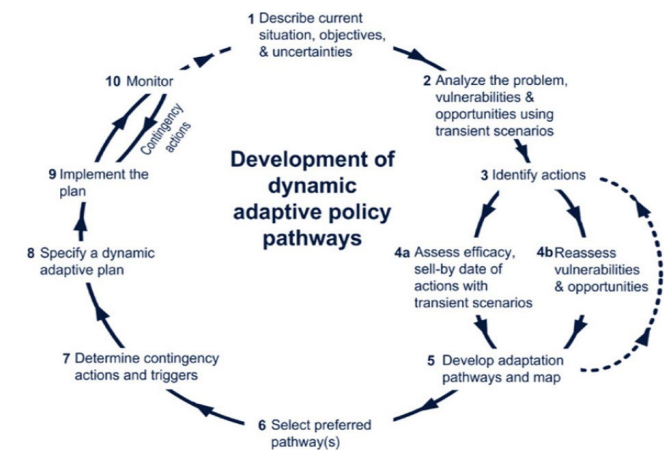 1 Describe current
situation, objectives,
& uncertainties
2 Analyze the problem,
vulnerabilities &
opportunities using
transient scenarios
3 Identify actions
4a Assess efficacy,
sell-by date of
actions with
transient scenarios
4b Reassess
vulnerabilities
& opportunities
5 Develop adaptation
pathways and map
6 Select preferred
pathway(s)
7 Determine contingency
actions and triggers
8 Specify a dynamic
adaptive plan
9 Implement the
plan
10 Monitor
Contingency
actions
Development of
dynamic
adaptive policy
pathways